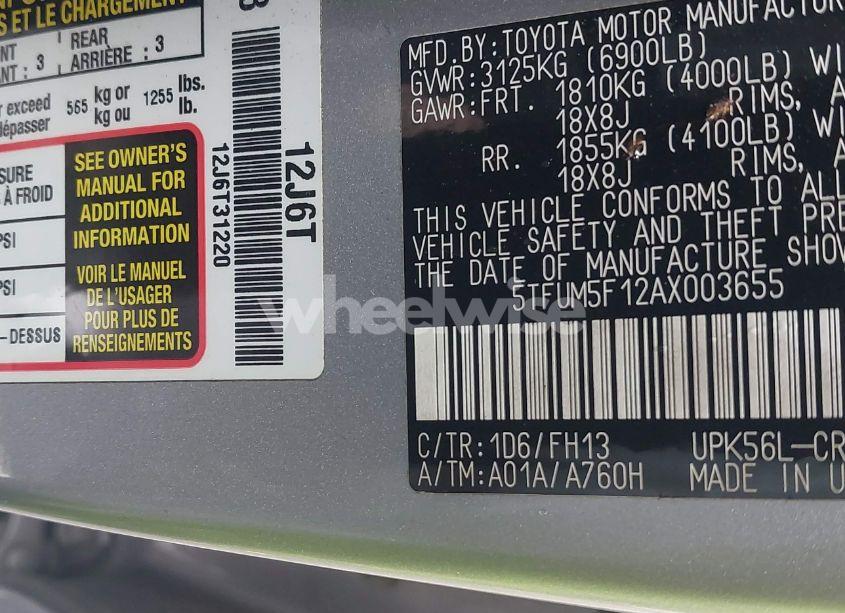 S ET LE CHARGEMENT
REAR
ANT : 3 ARRIÈRE : 3
r exceed 565 kg or 1255 lbs.
dépasser kg ou lb.
SURE
À FROID
PSI
PSI
-DESSUS
SEE OWNER'S
MANUAL FOR
ADDITIONAL
INFORMATION
VOIR LE MANUEL
DE L'USAGER
POUR PLUS DE
RENSEIGNEMENTS
12J6T31220
12J6T
MFD.BY:TOYOTA MOTOR MANUFACTUR
GVWR:3125KG (6900LB)
GAWR:FRT. 1810KG (4000LB) WI
18X8J RIMS, A
RR. 1855KG (4100LB) WI
18X8J RIMS, A
THIS VEHICLE CONFORMS TO ALL
VEHICLE SAFETY AND THEFT PRE
THE DATE OF MANUFACTURE SHOW
5TFUM5F12AX003655
C/TR:1D6/FH13 UPK56L-CR
A/TM:A01A/A760H MADE IN U
wheelwise